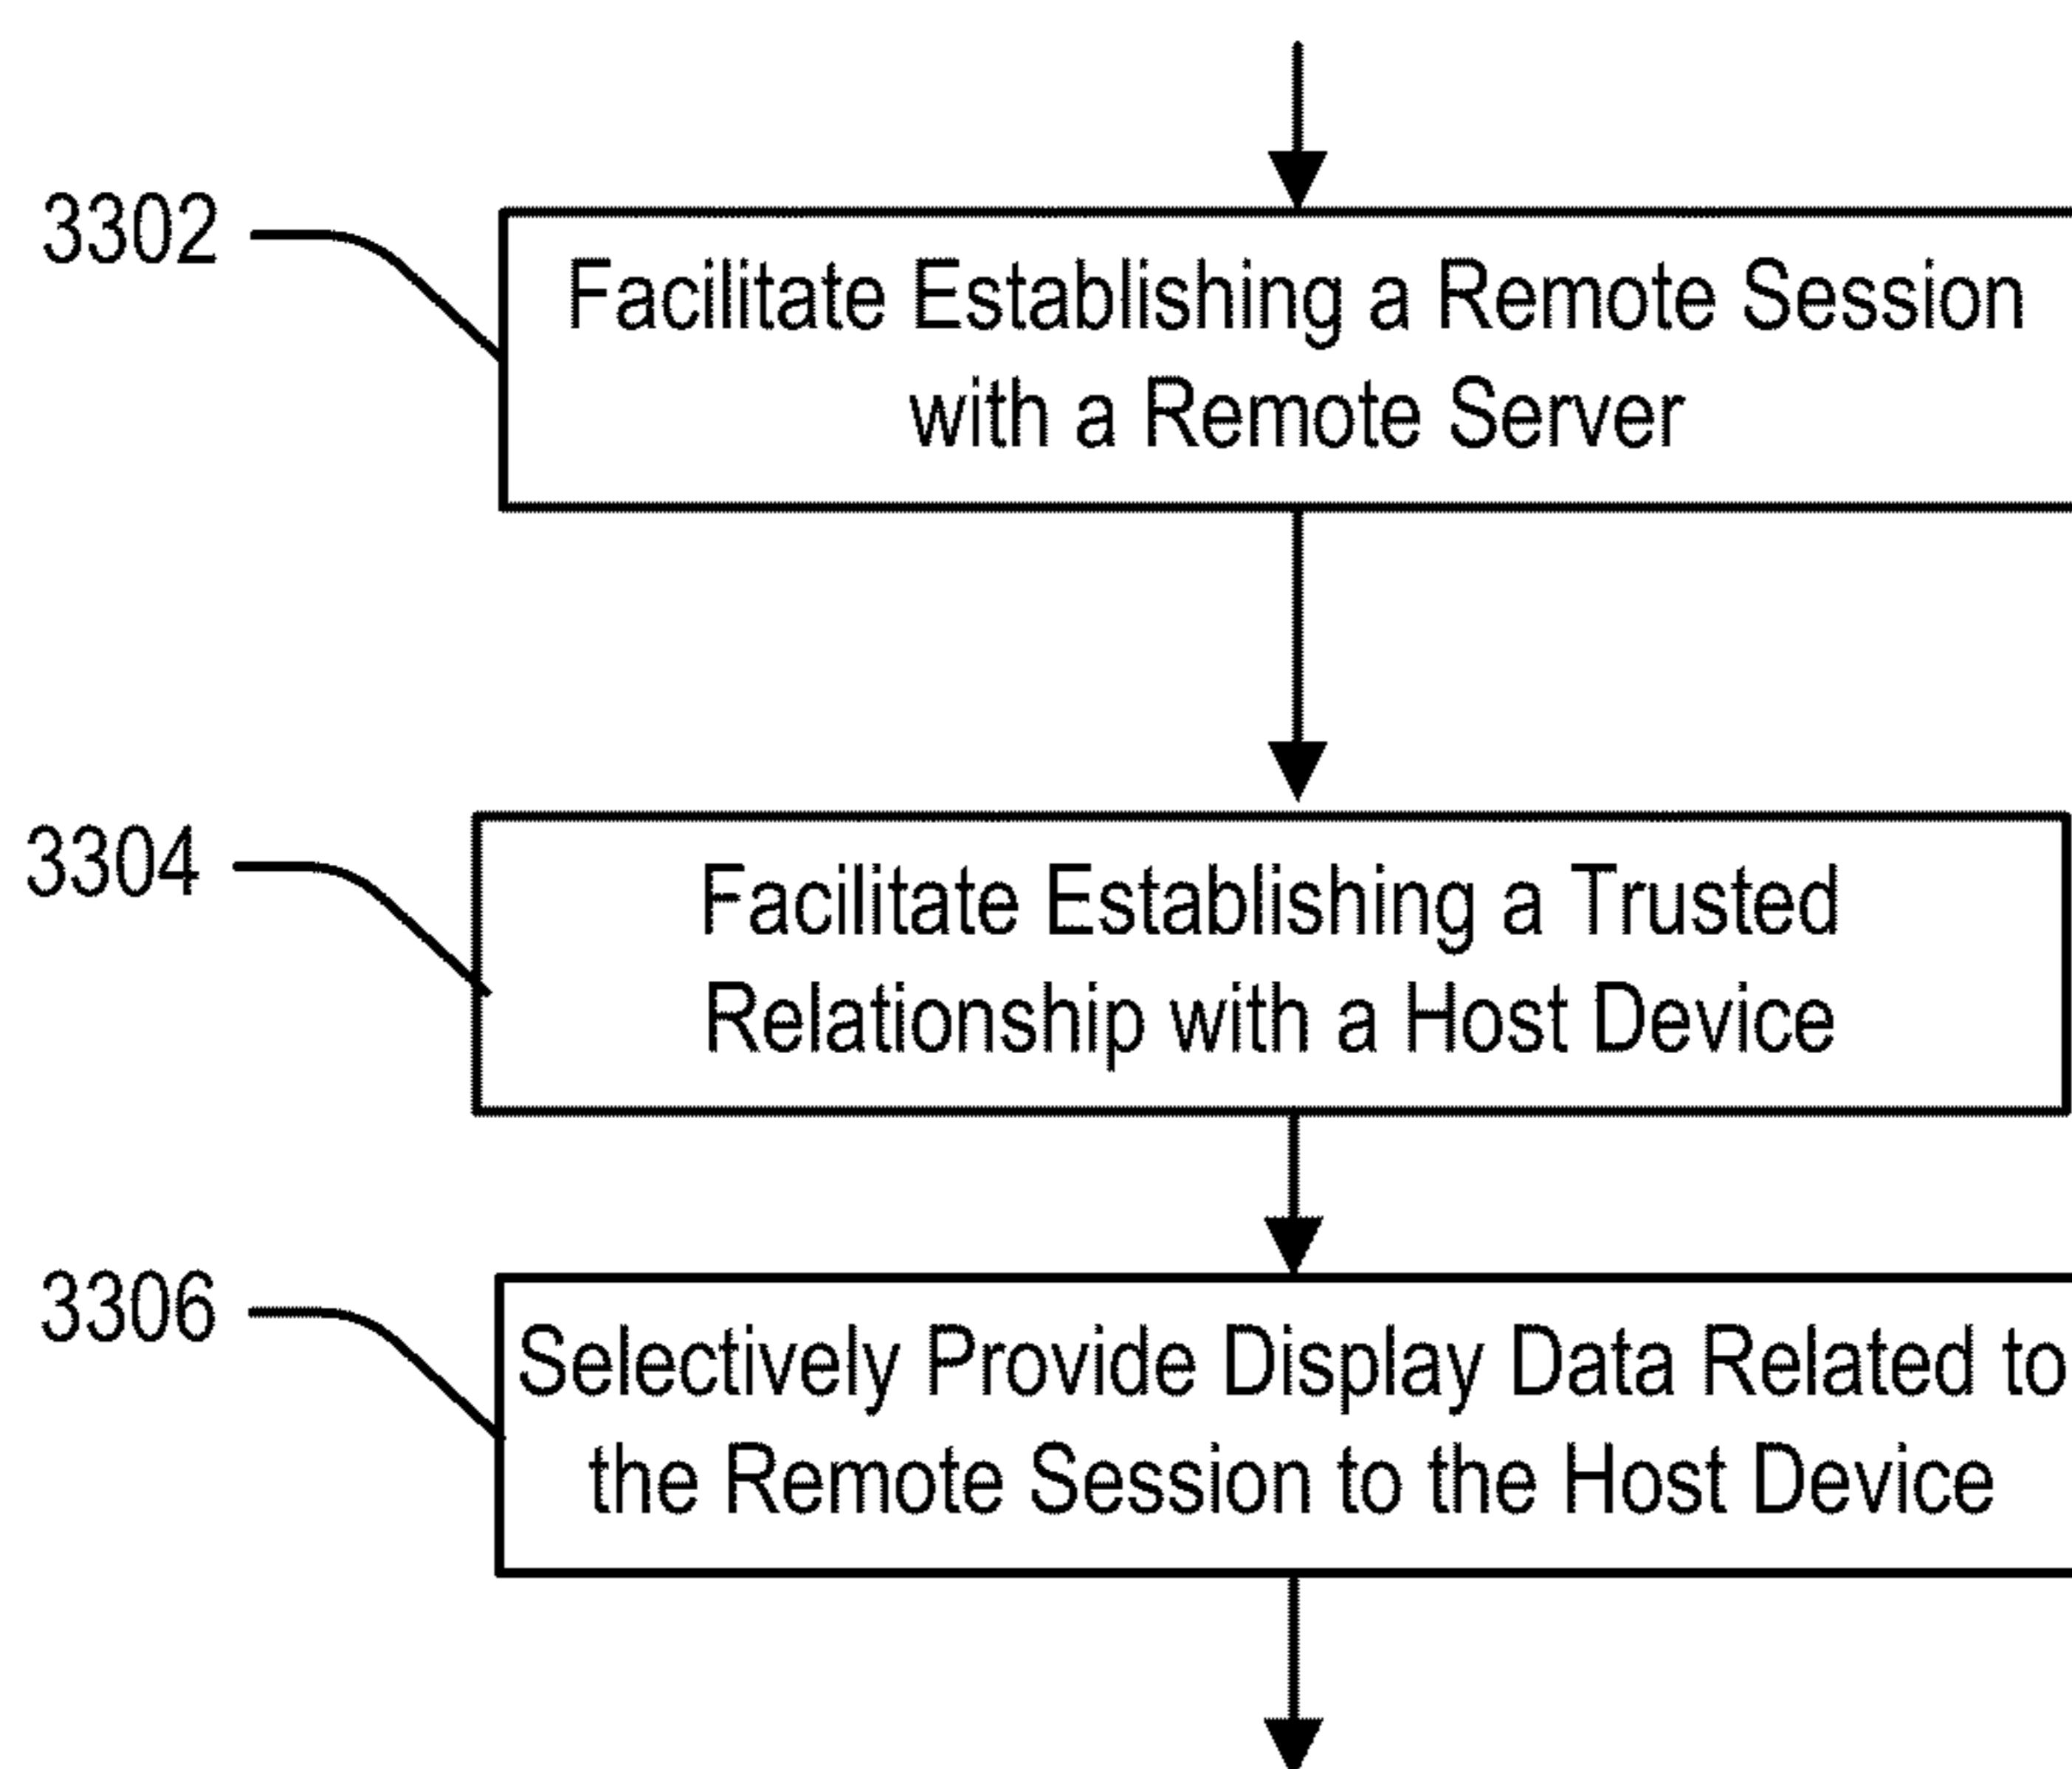 3302
Facilitate Establishing a Remote Session
with a Remote Server
3304
Facilitate Establishing a Trusted
Relationship with a Host Device
3306
Selectively Provide Display Data Related to
the Remote Session to the Host Device